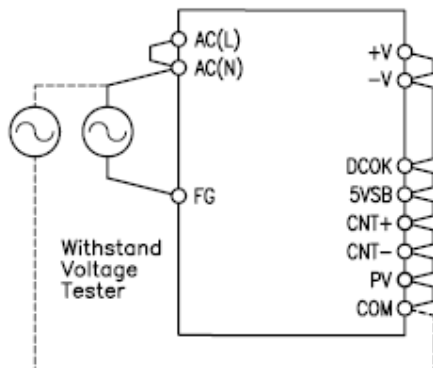 AC(L)
AC(N)
FG
Withstand
Voltage
Tester
+V
-V
DCOK
5VSB
CNT+
CNT-
PV
COM